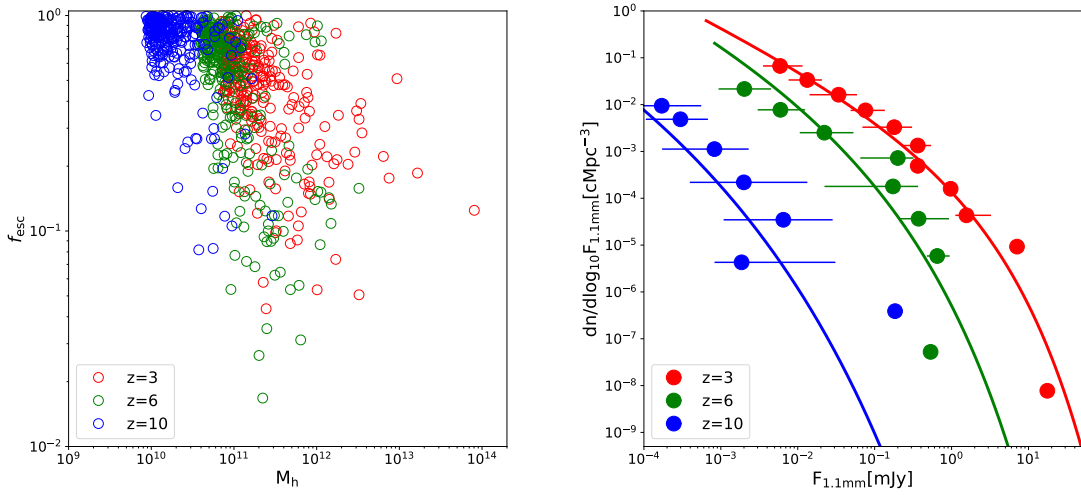 10⁰
10⁻¹
10⁻²
f_esc
10⁹
10¹⁰
10¹¹
10¹²
10¹³
10¹⁴
M_h
z=3
z=6
z=10
10⁰
10⁻¹
10⁻²
10⁻³
10⁻⁴
10⁻⁵
10⁻⁶
10⁻⁷
10⁻⁸
10⁻⁹
dn/dlog₁₀F₁.₁ₘₘ[cMpc⁻³]
10⁻⁴
10⁻³
10⁻²
10⁻¹
10⁰
10¹
F₁.₁ₘₘ[mJy]
z=3
z=6
z=10